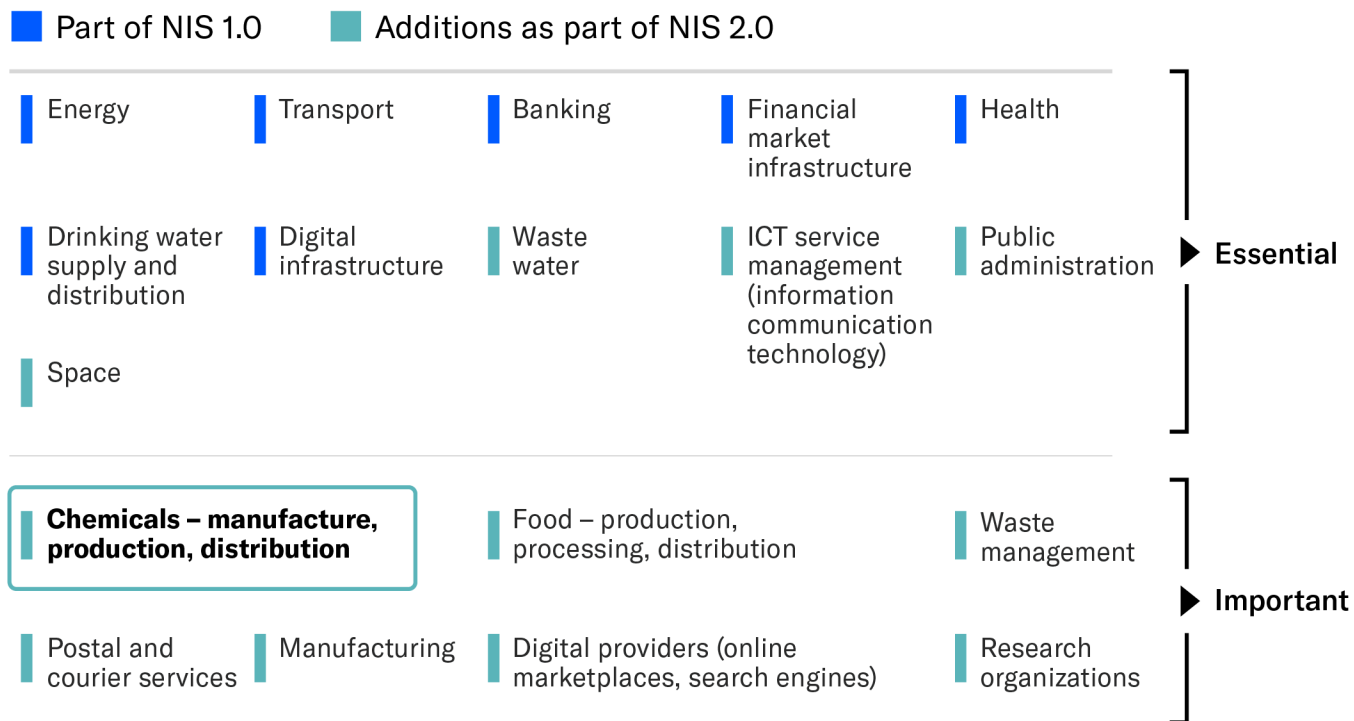 Part of NIS 1.0
Additions as part of NIS 2.0
Energy
Transport
Banking
Financial
market
infrastructure
Health
Drinking water
supply and
distribution
Digital
infrastructure
Waste
water
ICT service
management
(information
communication
technology)
Public
administration
Space
Essential
Chemicals – manufacture,
production, distribution
Food – production,
processing, distribution
Waste
management
Postal and
courier services
Manufacturing
Digital providers (online
marketplaces, search engines)
Research
organizations
Important